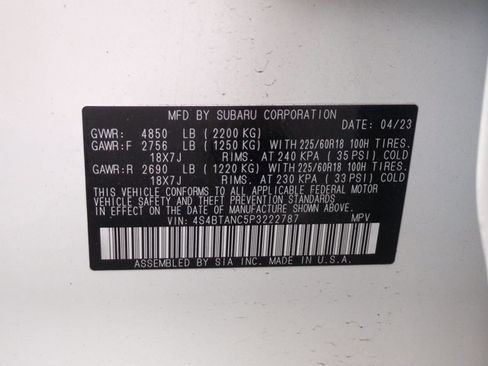 MFD BY SUBARU CORPORATION
DATE: 04/23
GVWR: 4850 LB (2200 KG)
GAWR:F 2756 LB (1250 KG) WITH 225/60R18 100H TIRES.
18X7J RIMS. AT 240 KPA (35 PSI) COLD
GAWR:R 2690 LB (1220 KG) WITH 225/60R18 100H TIRES.
18X7J RIMS. AT 230 KPA (33 PSI) COLD
THIS VEHICLE CONFORMS TO ALL APPLICABLE FEDERAL MOTOR
VEHICLE SAFETY AND THEFT PREVENTION STANDARDS
IN EFFECT ON THE DATE OF MANUFACTURE SHOWN ABOVE.
VIN: 4S4BTANC5P3222787 MPV
ASSEMBLED BY SIA INC. MADE IN U.S.A.